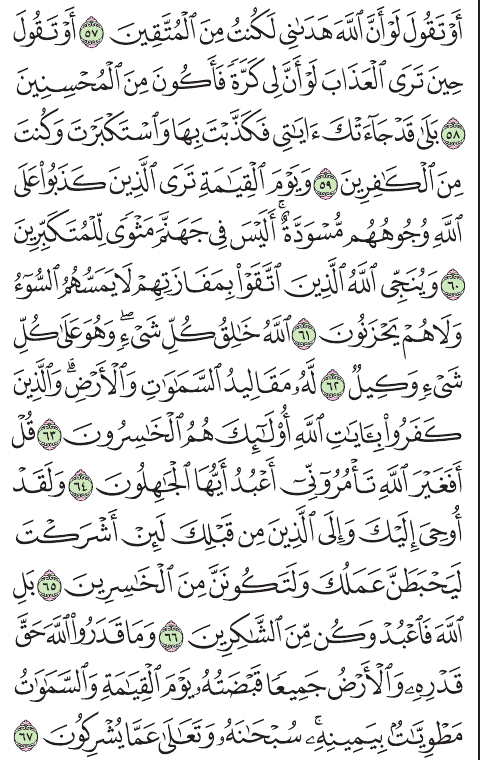 أَوْ تَقُولَ لَوْ أَنَّ ٱللَّهَ هَدَىٰنِى لَكُنتُ مِنَ ٱلْمُتَّقِينَ ٥٧ أَوْ تَقُولَ
حِينَ تَرَى ٱلْعَذَابَ لَوْ أَنَّ لِى كَرَّةً فَأَكُونَ مِنَ ٱلْمُحْسِنِينَ
٥٨ بَلَىٰ قَدْ جَآءَتْكَ ءَايَٰتِى فَكَذَّبْتَ بِهَا وَٱسْتَكْبَرْتَ وَكُنتَ
مِنَ ٱلْكَٰفِرِينَ ٥٩ وَيَوْمَ ٱلْقِيَٰمَةِ تَرَى ٱلَّذِينَ كَذَبُوا۟ عَلَى
ٱللَّهِ وُجُوهُهُم مُّسْوَدَّةٌ ۚ أَلَيْسَ فِى جَهَنَّمَ مَثْوًى لِّلْمُتَكَبِّرِينَ
٦٠ وَيُنَجِّى ٱللَّهُ ٱلَّذِينَ ٱتَّقَوْا۟ بِمَفَازَتِهِمْ لَا يَمَسُّهُمُ ٱلسُّوٓءُ
وَلَا هُمْ يَحْزَنُونَ ٦١ ٱللَّهُ خَٰلِقُ كُلِّ شَىْءٍ ۖ وَهُوَ عَلَىٰ كُلِّ
شَىْءٍ وَكِيلٌ ٦٢ لَّهُۥ مَقَالِيدُ ٱلسَّمَٰوَٰتِ وَٱلْأَرْضِ ۗ وَٱلَّذِينَ
كَفَرُوا۟ بِـَٔايَٰتِ ٱللَّهِ أُو۟لَٰٓئِكَ هُمُ ٱلْخَٰسِرُونَ ٦٣ قُلْ
أَفَغَيْرَ ٱللَّهِ تَأْمُرُوٓنِّىٓ أَعْبُدُ أَيُّهَا ٱلْجَٰهِلُونَ ٦٤ وَلَقَدْ
أُوحِىَ إِلَيْكَ وَإِلَى ٱلَّذِينَ مِن قَبْلِكَ لَئِنْ أَشْرَكْتَ
لَيَحْبَطَنَّ عَمَلُكَ وَلَتَكُونَنَّ مِنَ ٱلْخَٰسِرِينَ ٦٥ بَلِ
ٱللَّهَ فَٱعْبُدْ وَكُن مِّنَ ٱلشَّٰكِرِينَ ٦٦ وَمَا قَدَرُوا۟ ٱللَّهَ حَقَّ
قَدْرِهِۦ وَٱلْأَرْضُ جَمِيعًا قَبْضَتُهُۥ يَوْمَ ٱلْقِيَٰمَةِ وَٱلسَّمَٰوَٰتُ
مَطْوِيَّٰتٌۢ بِيَمِينِهِۦ ۚ سُبْحَٰنَهُۥ وَتَعَٰلَىٰ عَمَّا يُشْرِكُونَ ٦٧